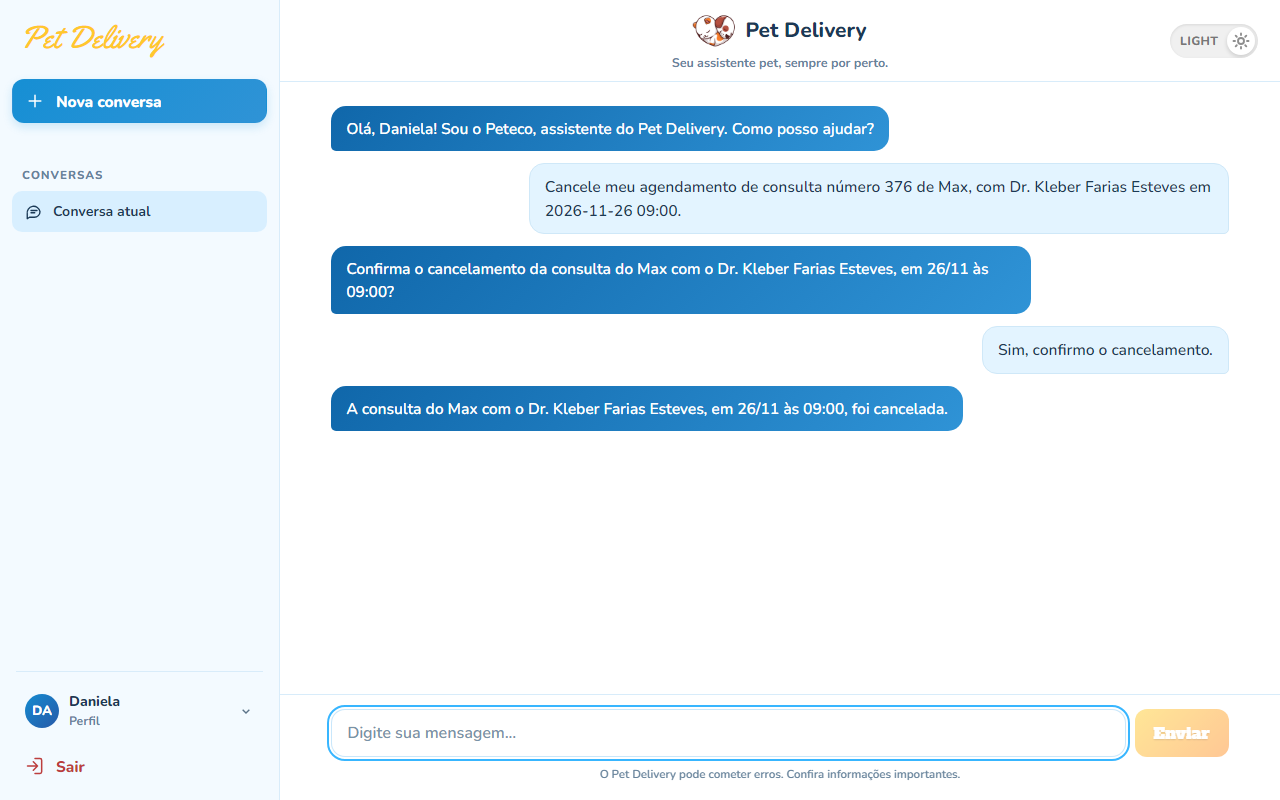 Pet Delivery
Nova conversa
CONVERSAS
Conversa atual
Daniela
DA
Perfil
Sair
Pet Delivery
Seu assistente pet, sempre por perto.
LIGHT
Olá, Daniela! Sou o Peteco, assistente do Pet Delivery. Como posso ajudar?
Cancele meu agendamento de consulta número 376 de Max, com Dr. Kleber Farias Esteves em
2026-11-26 09:00.
Confirma o cancelamento da consulta do Max com o Dr. Kleber Farias Esteves, em 26/11 às
09:00?
Sim, confirmo o cancelamento.
A consulta do Max com o Dr. Kleber Farias Esteves, em 26/11 às 09:00, foi cancelada.
Digite sua mensagem...
Enviar
O Pet Delivery pode cometer erros. Confira informações importantes.